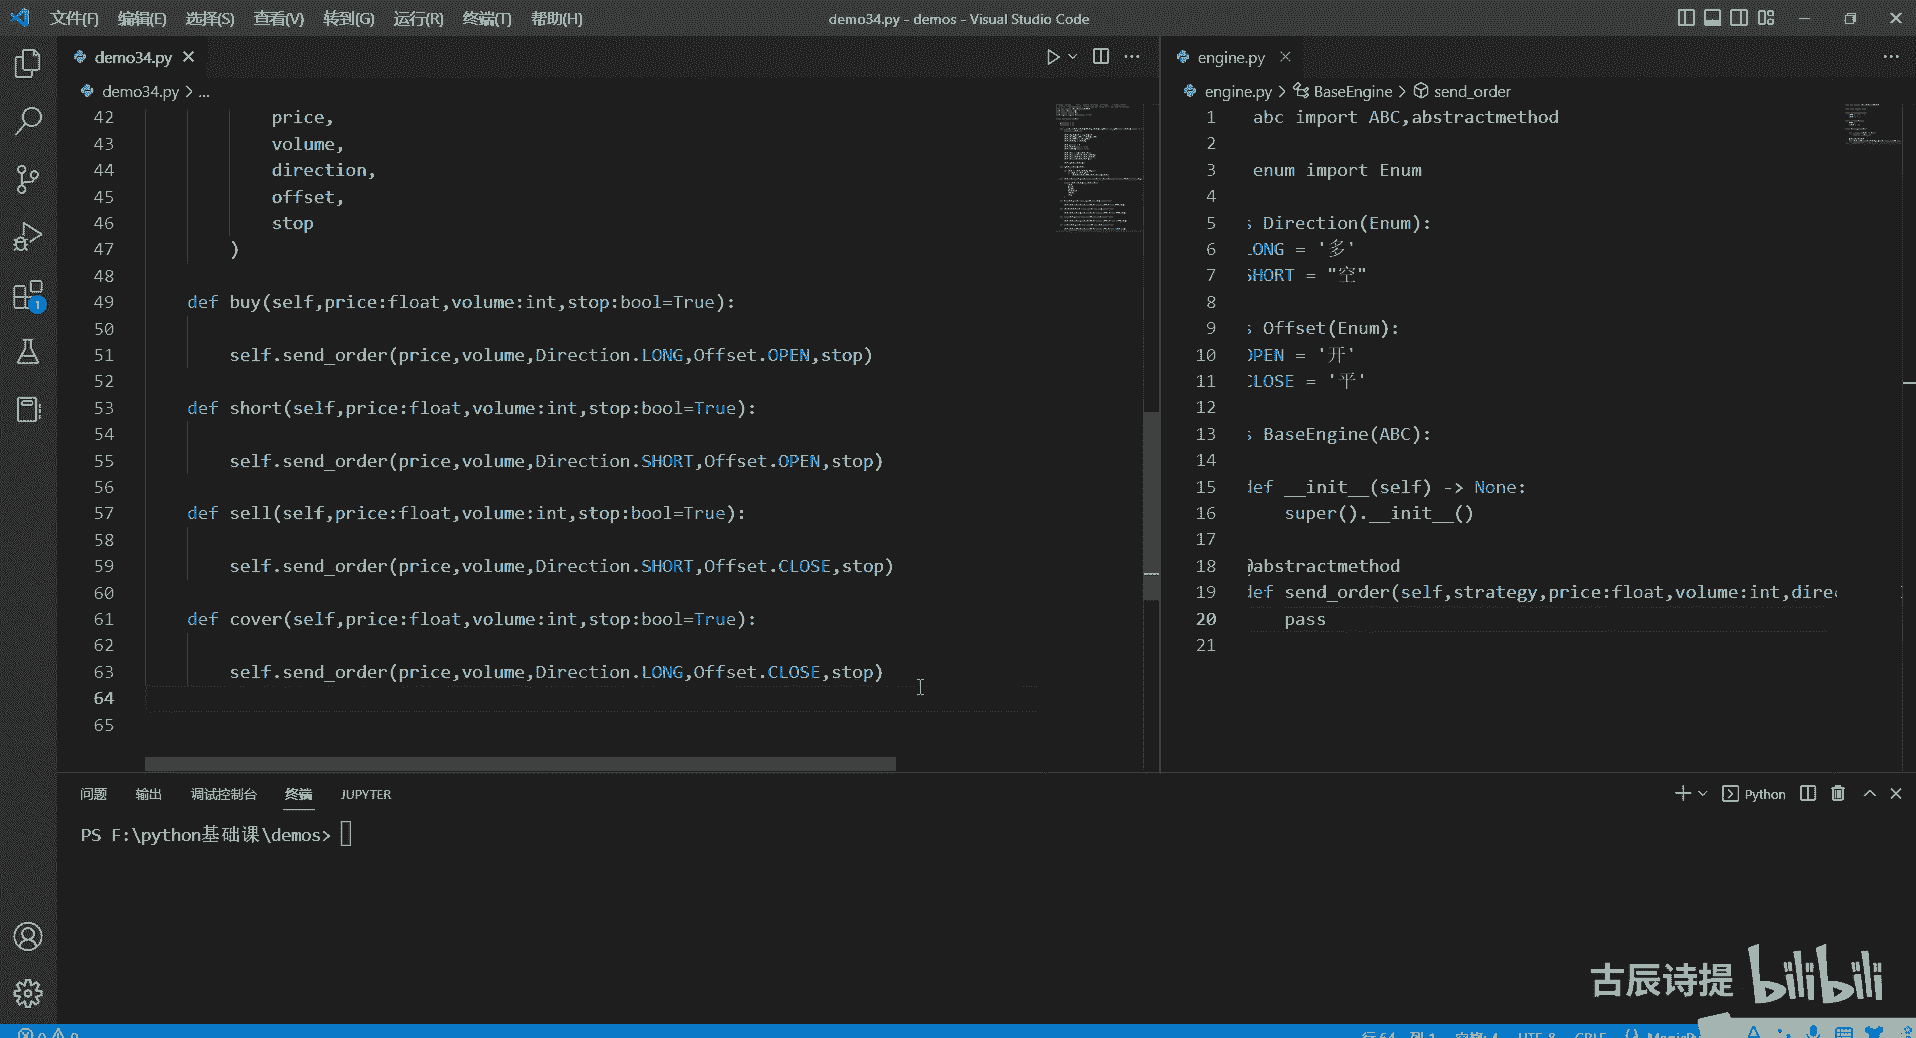 文件(F) 编辑(E) 选择(S) 查看(V) 转到(G) 运行(R) 终端(T) 帮助(H) demo34.py - demos - Visual Studio Code
demo34.py
demo34.py > ...
42 price,
43 volume,
44 direction,
45 offset,
46 stop
47 )
48
49 def buy(self,price:float,volume:int,stop:bool=True):
50
51 self.send_order(price,volume,Direction.LONG,Offset.OPEN,stop)
52
53 def short(self,price:float,volume:int,stop:bool=True):
54
55 self.send_order(price,volume,Direction.SHORT,Offset.OPEN,stop)
56
57 def sell(self,price:float,volume:int,stop:bool=True):
58
59 self.send_order(price,volume,Direction.SHORT,Offset.CLOSE,stop)
60
61 def cover(self,price:float,volume:int,stop:bool=True):
62
63 self.send_order(price,volume,Direction.LONG,Offset.CLOSE,stop)
64
65
engine.py
engine.py > BaseEngine > send_order
1 abc import ABC,abstractmethod
2
3 enum import Enum
4
5 s Direction(Enum):
6 LONG = '多'
7 SHORT = "空"
8
9 s Offset(Enum):
10 OPEN = '开'
11 CLOSE = '平'
12
13 s BaseEngine(ABC):
14
15 def __init__(self) -> None:
16 super().__init__()
17
18 @abstractmethod
19 def send_order(self,strategy,price:float,volume:int,dire
20 pass
21
1
问题 输出 调试控制台 终端 JUPYTER
Python
PS F:\python基础课\demos>
古辰诗提 bilibili
行 64, 列 1 空格: 4 UTF-8 CRLF